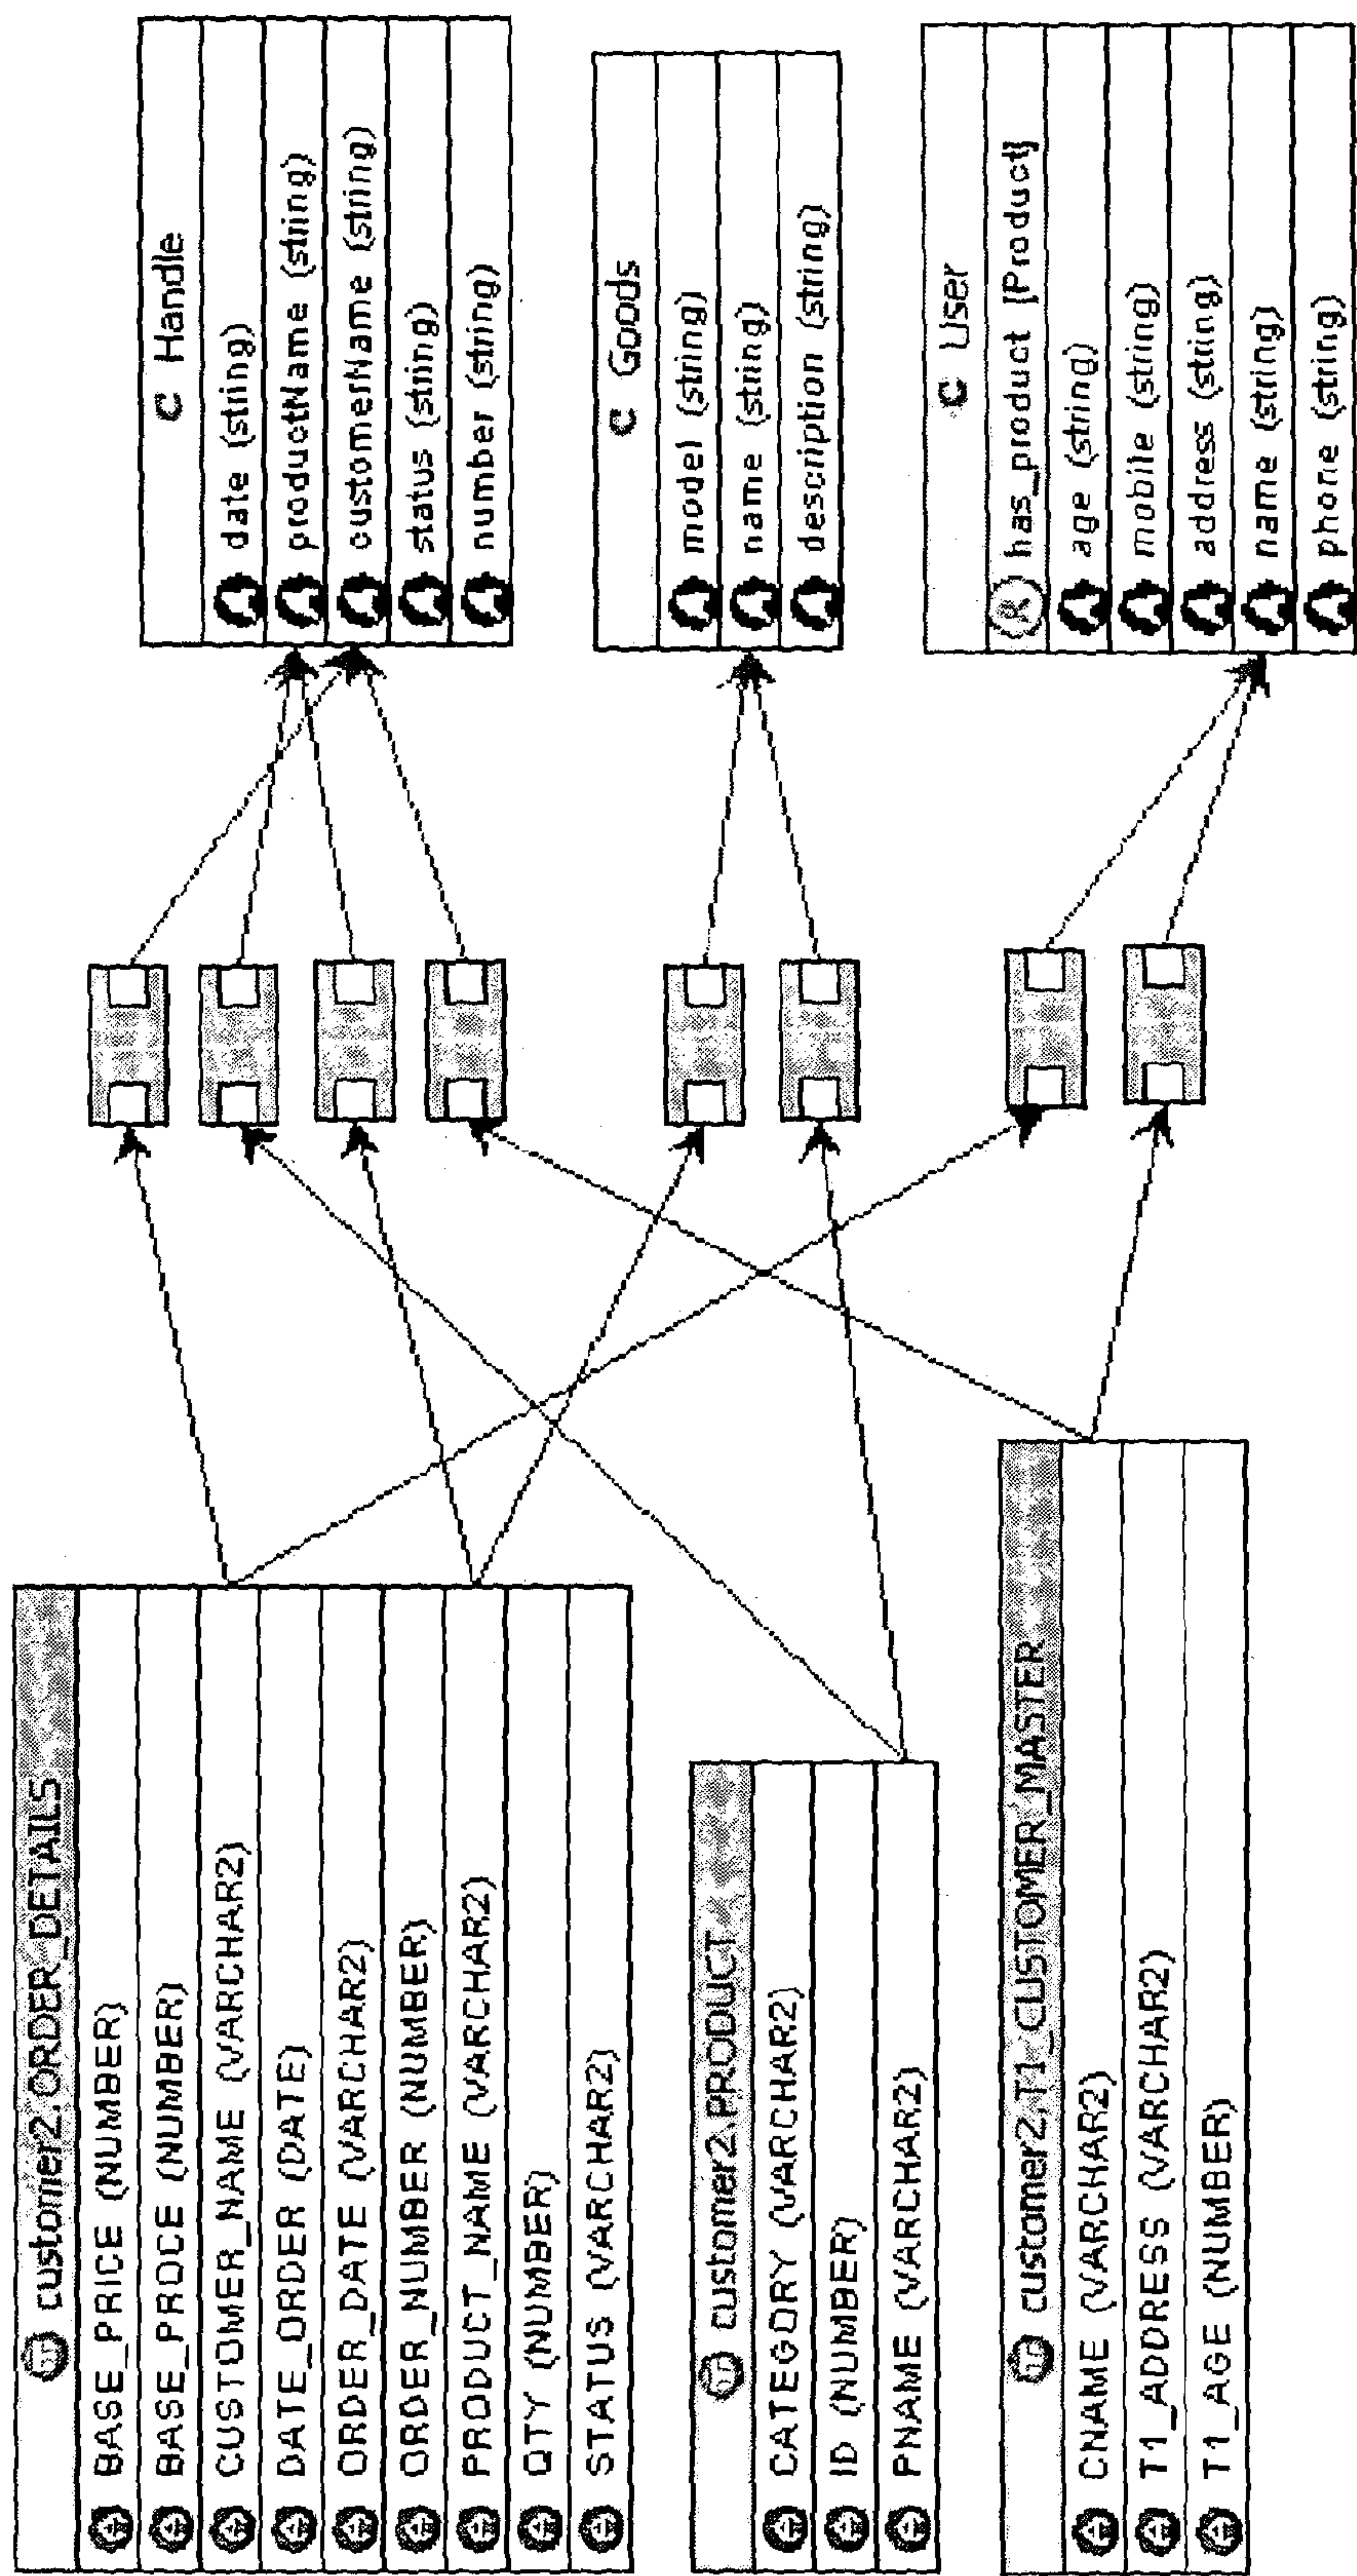 customer2.ORDER_DETAILS
BASE_PRICE (NUMBER)
BASE_PROCE (NUMBER)
CUSTOMER_NAME (VARCHAR2)
DATE_ORDER (DATE)
ORDER_DATE (VARCHAR2)
ORDER_NUMBER (NUMBER)
PRODUCT_NAME (VARCHAR2)
QTY (NUMBER)
STATUS (VARCHAR2)
customer2.PRODUCT
CATEGORY (VARCHAR2)
ID (NUMBER)
PNAME (VARCHAR2)
customer2.T1_CUSTOMER_MASTER
CNAME (VARCHAR2)
T1_ADDRESS (VARCHAR2)
T1_AGE (NUMBER)
C Handle
date (string)
productName (string)
customerName (string)
status (string)
number (string)
C Goods
model (string)
name (string)
description (string)
C User
R has_product [Product]
age (string)
mobile (string)
address (string)
name (string)
phone (string)